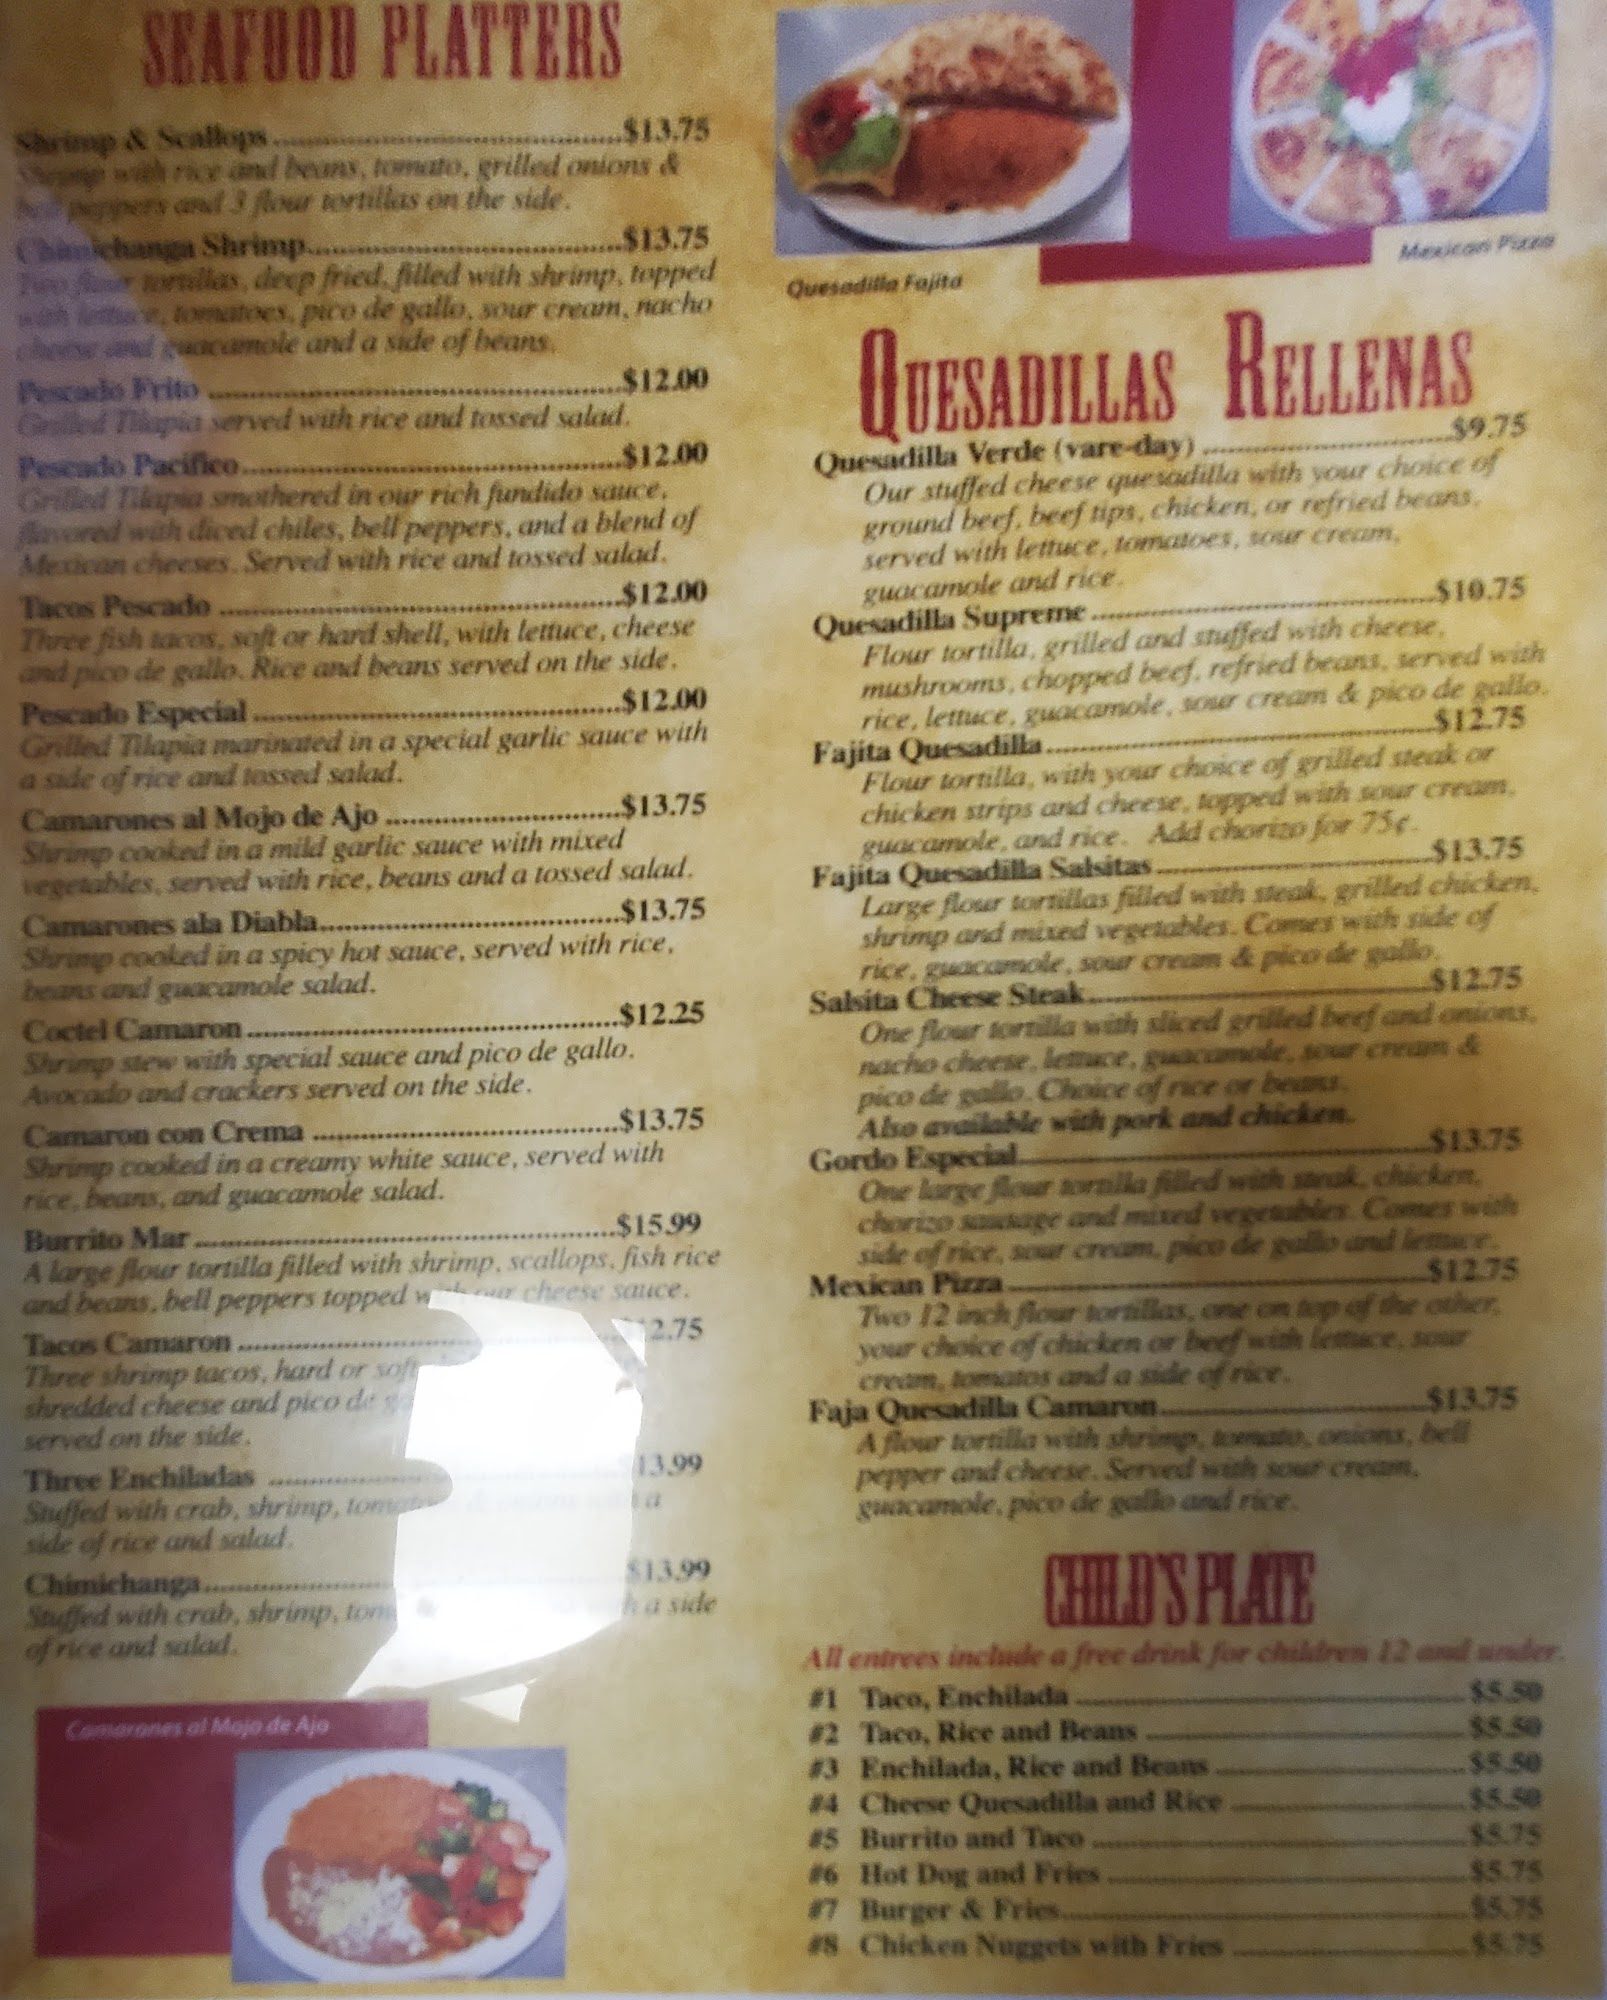 SEAFOOD PLATTERS
Shrimp & Scallops...............$13.75
Shrimp with rice and beans, tomato, grilled onions &
bell peppers and 3 flour tortillas on the side.
Chimichanga Shrimp...............$13.75
Two flour tortillas, deep fried, filled with shrimp, topped
with lettuce, tomatoes, pico de gallo, sour cream, nacho
cheese and guacamole and a side of beans.
Pescado Frito...............$12.00
Grilled Tilapia served with rice and tossed salad.
Pescado Pacifico...............$12.00
Grilled Tilapia smothered in our rich fundido sauce,
flavored with diced chiles, bell peppers, and a blend of
Mexican cheeses. Served with rice and tossed salad.
Tacos Pescado...............$12.00
Three fish tacos, soft or hard shell, with lettuce, cheese
and pico de gallo. Rice and beans served on the side.
Pescado Especial...............$12.00
Grilled Tilapia marinated in a special garlic sauce with
a side of rice and tossed salad.
Camarones al Mojo de Ajo...............$13.75
Shrimp cooked in a mild garlic sauce with mixed
vegetables, served with rice, beans and a tossed salad.
Camarones ala Diabla...............$13.75
Shrimp cooked in a spicy hot sauce, served with rice,
beans and guacamole salad.
Coctel Camaron...............$12.25
Shrimp stew with special sauce and pico de gallo.
Avocado and crackers served on the side.
Camaron con Crema...............$13.75
Shrimp cooked in a creamy white sauce, served with
rice, beans, and guacamole salad.
Burrito Mar...............$15.99
A large flour tortilla filled with shrimp, scallops, fish rice
and beans, bell peppers topped with our cheese sauce.
Tacos Camaron...............12.75
Three shrimp tacos, hard or soft
shredded cheese and pico de
served on the side.
Three Enchiladas...............13.99
Stuffed with crab, shrimp, a
side of rice and salad.
Chimichanga...............$13.99
Stuffed with crab, shrimp, a side
of rice and salad.
Camarones al Mojo de Ajo
Quesadilla Fajita
Mexican Pizza
QUESADILLAS RELLENAS
Quesadilla Verde (vare-day)...............$9.75
Our stuffed cheese quesadilla with your choice of
ground beef, beef tips, chicken, or refried beans,
served with lettuce, tomatoes, sour cream,
guacamole and rice.
Quesadilla Supreme...............$10.75
Flour tortilla, grilled and stuffed with cheese,
mushrooms, chopped beef, refried beans, served with
rice, lettuce, guacamole, sour cream & pico de gallo.
Fajita Quesadilla...............$12.75
Flour tortilla, with your choice of grilled steak or
chicken strips and cheese, topped with sour cream,
guacamole, and rice. Add chorizo for 75¢.
Fajita Quesadilla Salsitas...............$13.75
Large flour tortillas filled with steak, grilled chicken,
shrimp and mixed vegetables. Comes with side of
rice, guacamole, sour cream & pico de gallo.
Salsita Cheese Steak...............$12.75
One flour tortilla with sliced grilled beef and onions,
nacho cheese, lettuce, guacamole, sour cream &
pico de gallo. Choice of rice or beans.
Also available with pork and chicken.
Gordo Especial...............$13.75
One large flour tortilla filled with steak, chicken,
chorizo sausage and mixed vegetables. Comes with
side of rice, sour cream, pico de gallo and lettuce.
Mexican Pizza...............$12.75
Two 12 inch flour tortillas, one on top of the other,
your choice of chicken or beef with lettuce, sour
cream, tomatos and a side of rice.
Faja Quesadilla Camaron...............$13.75
A flour tortilla with shrimp, tomato, onions, bell
pepper and cheese. Served with sour cream,
guacamole, pico de gallo and rice.
CHILD'S PLATE
All entrees include a free drink for children 12 and under.
#1 Taco, Enchilada...............$5.50
#2 Taco, Rice and Beans...............$5.50
#3 Enchilada, Rice and Beans...............$5.50
#4 Cheese Quesadilla and Rice...............$5.50
#5 Burrito and Taco...............$5.75
#6 Hot Dog and Fries...............$5.75
#7 Burger & Fries...............$5.75
#8 Chicken Nuggets with Fries...............$5.75